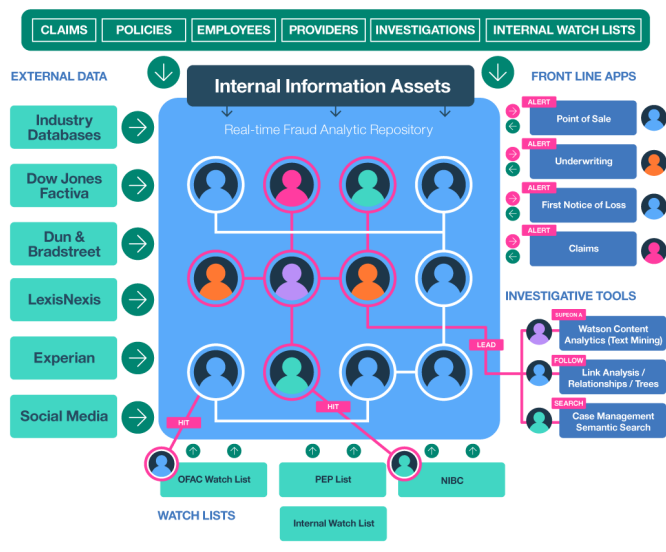 CLAIMS
POLICIES
EMPLOYEES
PROVIDERS
INVESTIGATIONS
INTERNAL WATCH LISTS
EXTERNAL DATA
Internal Information Assets
FRONT LINE APPS
Industry
Databases
Dow Jones
Factiva
Dun &
Bradstreet
LexisNexis
Experian
Social Media
Real-time Fraud Analytic Repository
ALERT
Point of Sale
ALERT
Underwriting
ALERT
First Notice of Loss
ALERT
Claims
INVESTIGATIVE TOOLS
LEAD
SUPEON A
Watson Content
Analytics (Text Mining)
FOLLOW
Link Analysis /
Relationships / Trees
SEARCH
Case Management
Semantic Search
HIT
HIT
OFAC Watch List
PEP List
NIBC
WATCH LISTS
Internal Watch List